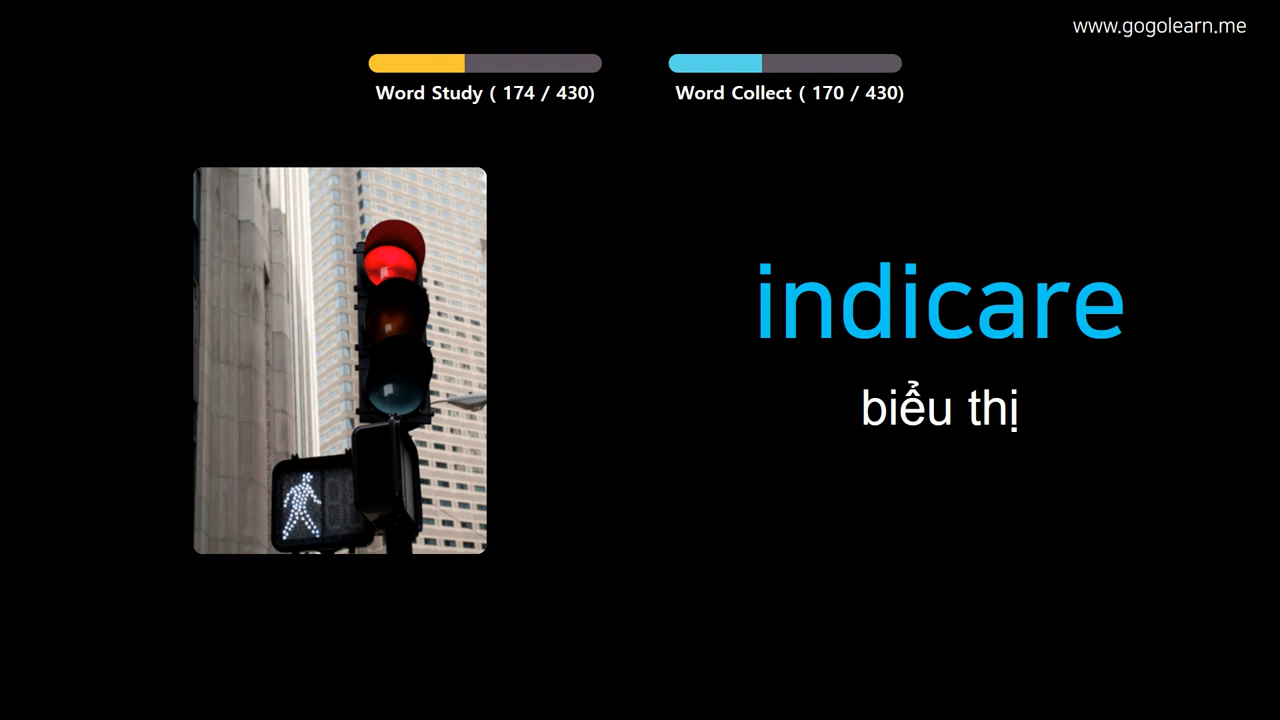 www.gogolearn.me
Word Study ( 174 / 430)
Word Collect ( 170 / 430)
indicare
biểu thị